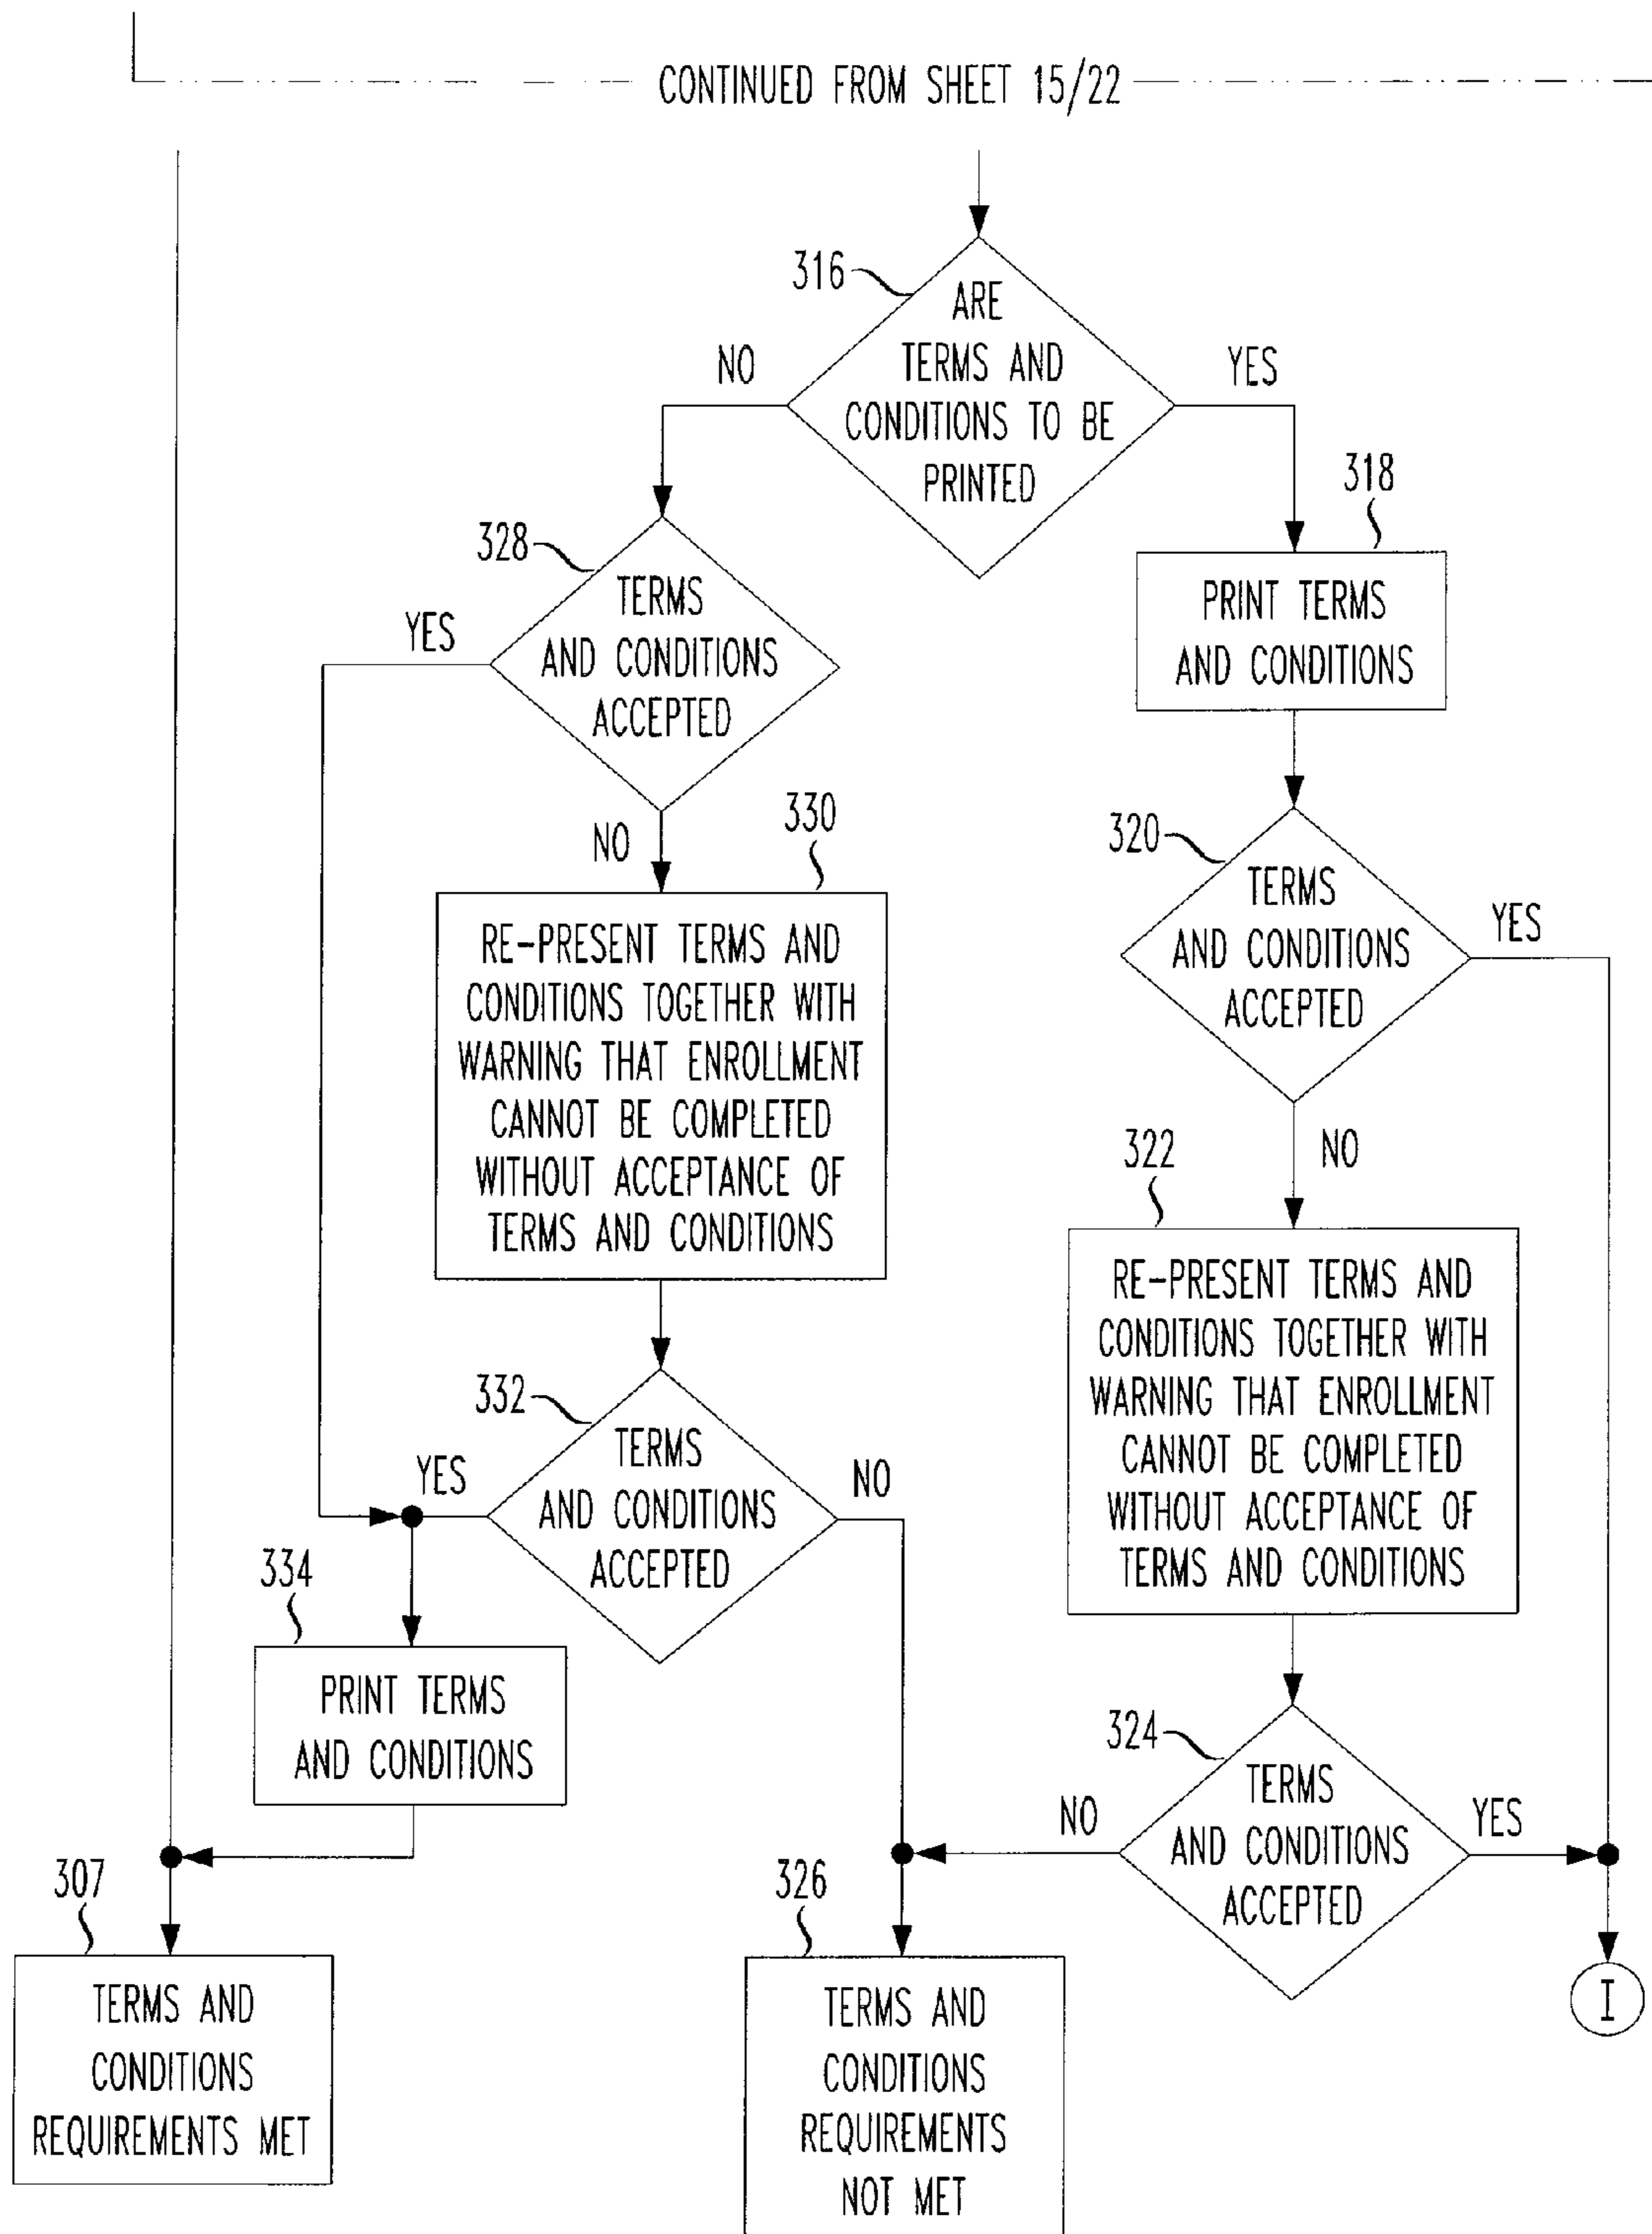 CONTINUED FROM SHEET 15/22
316
ARE
TERMS AND
CONDITIONS TO BE
PRINTED
NO
YES
318
PRINT TERMS
AND CONDITIONS
328
TERMS
AND CONDITIONS
ACCEPTED
YES
NO
330
RE-PRESENT TERMS AND
CONDITIONS TOGETHER WITH
WARNING THAT ENROLLMENT
CANNOT BE COMPLETED
WITHOUT ACCEPTANCE OF
TERMS AND CONDITIONS
320
TERMS
AND CONDITIONS
ACCEPTED
YES
NO
322
RE-PRESENT TERMS AND
CONDITIONS TOGETHER WITH
WARNING THAT ENROLLMENT
CANNOT BE COMPLETED
WITHOUT ACCEPTANCE OF
TERMS AND CONDITIONS
332
TERMS
AND CONDITIONS
ACCEPTED
YES
NO
334
PRINT TERMS
AND CONDITIONS
324
TERMS
AND CONDITIONS
ACCEPTED
NO
YES
307
TERMS AND
CONDITIONS
REQUIREMENTS MET
326
TERMS AND
CONDITIONS
REQUIREMENTS
NOT MET
I